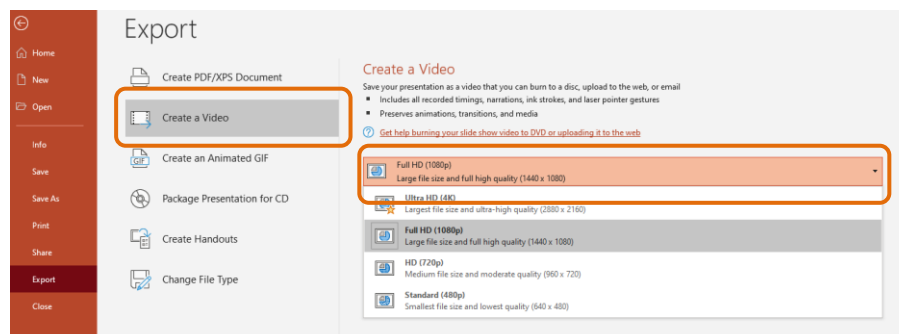 Export
Home
New
Open
Info
Save
Save As
Print
Share
Export
Close
Create PDF/XPS Document
Create a Video
GIF
Create an Animated GIF
Package Presentation for CD
Create Handouts
Change File Type
Create a Video
Save your presentation as a video that you can burn to a disc, upload to the web, or email
Includes all recorded timings, narrations, ink strokes, and laser pointer gestures
Preserves animations, transitions, and media
Get help burning your slide show video to DVD or uploading it to the web
Full HD (1080p)
Large file size and full high quality (1440 x 1080)
Ultra HD (4K)
Largest file size and ultra-high quality (2880 x 2160)
Full HD (1080p)
Large file size and full high quality (1440 x 1080)
HD (720p)
Medium file size and moderate quality (960 x 720)
Standard (480p)
Smallest file size and lowest quality (640 x 480)